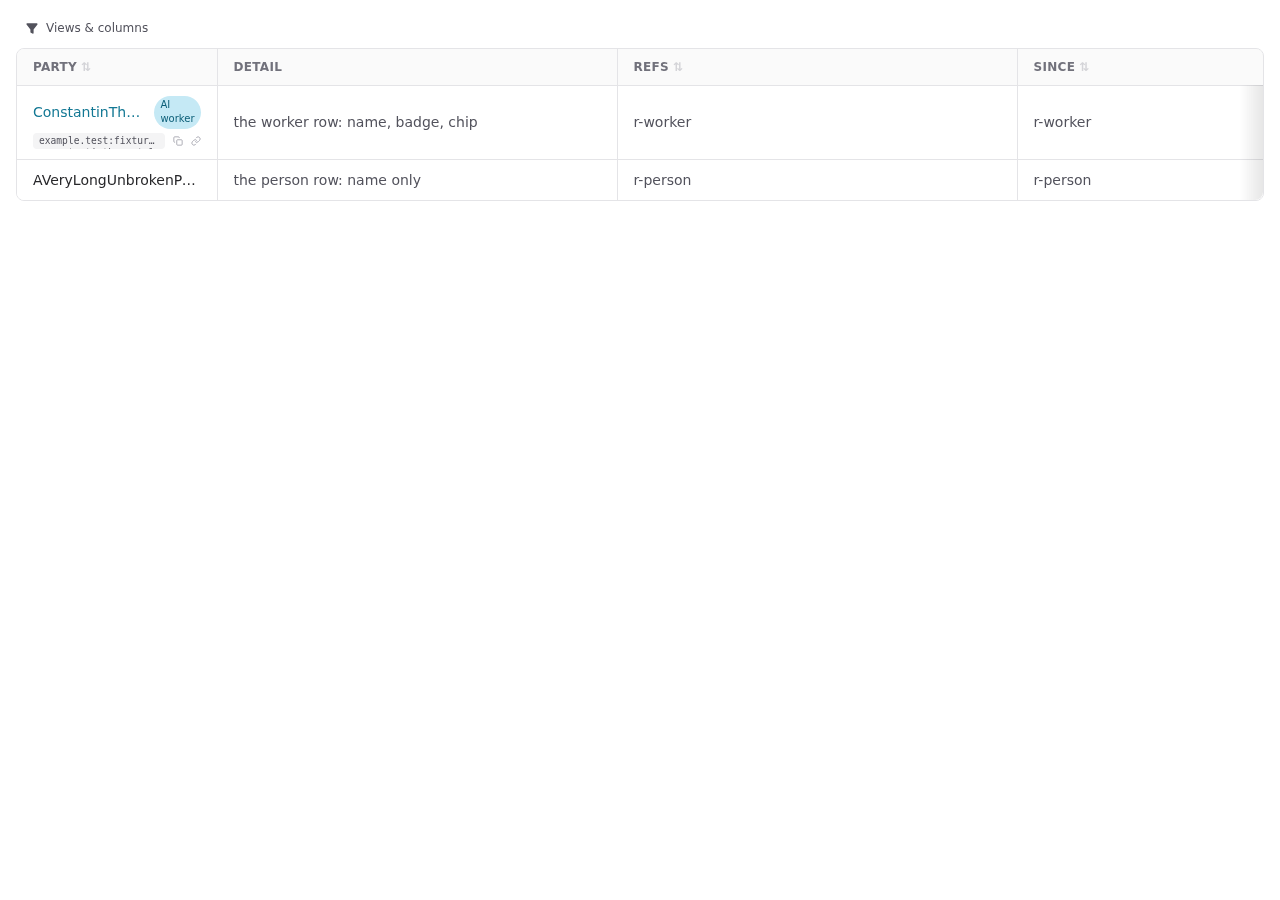 Views & columns
PARTY ⇅ DETAIL REFS ⇅ SINCE ⇅
ConstantinTh… AI worker
example.test:fixtur…
the worker row: name, badge, chip r-worker r-worker
AVeryLongUnbrokenP… the person row: name only r-person r-person